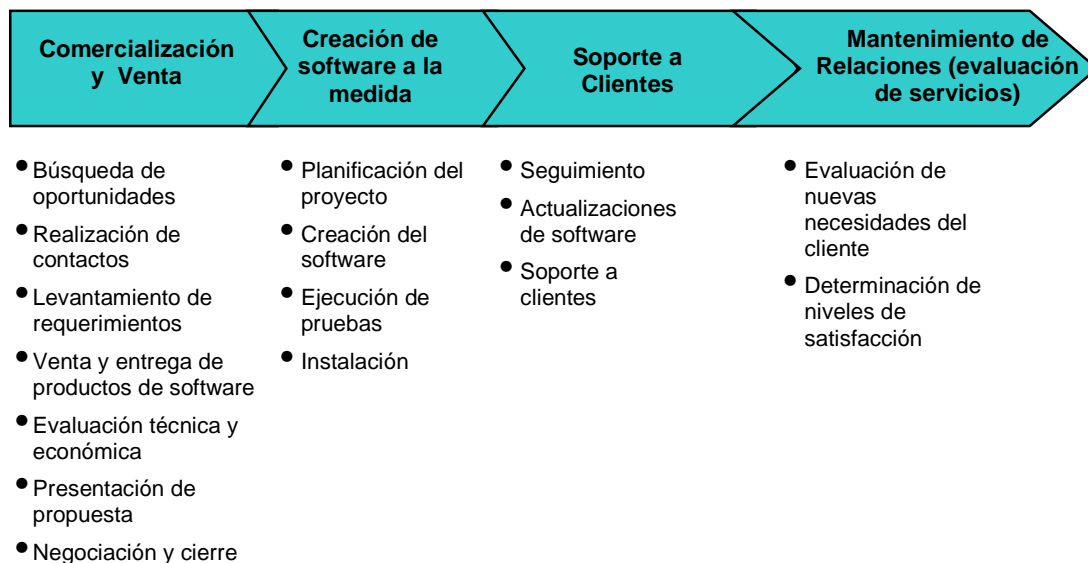 Comercialización
y Venta
Creación de
software a la
medida
Soporte a
Clientes
Mantenimiento de
Relaciones (evaluación
de servicios)
• Búsqueda de
oportunidades
• Realización de
contactos
• Levantamiento de
requerimientos
• Venta y entrega de
productos de software
• Evaluación técnica y
económica
• Presentación de
propuesta
• Negociación y cierre
• Planificación del
proyecto
• Creación del
software
• Ejecución de
pruebas
• Instalación
• Seguimiento
• Actualizaciones
de software
• Soporte a
clientes
• Evaluación de
nuevas
necesidades del
cliente
• Determinación de
niveles de
satisfacción